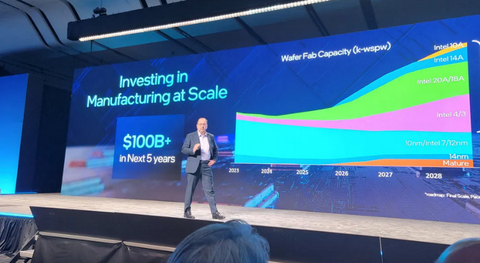 Investing in
Manufacturing at Scale
$100B+
in Next 5 years
Wafer Fab Capacity (k-wspw)
Intel 10A
Intel 14A
Intel 20A/18A
Intel 4/3
10nm/Intel 7/12nm
14nm
Mature
2023
2024
2025
2026
2027
2028